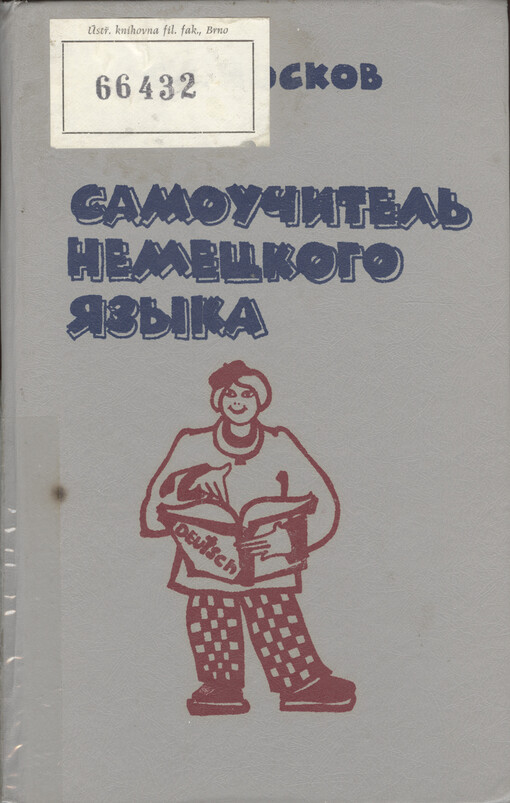 Ústř. knihovna fil. fak., Brno
66432
ОСКОВ
САМОУЧИТЕЛЬ
НЕМЕЦКОГО
ЯЗЫКА
Deutsch